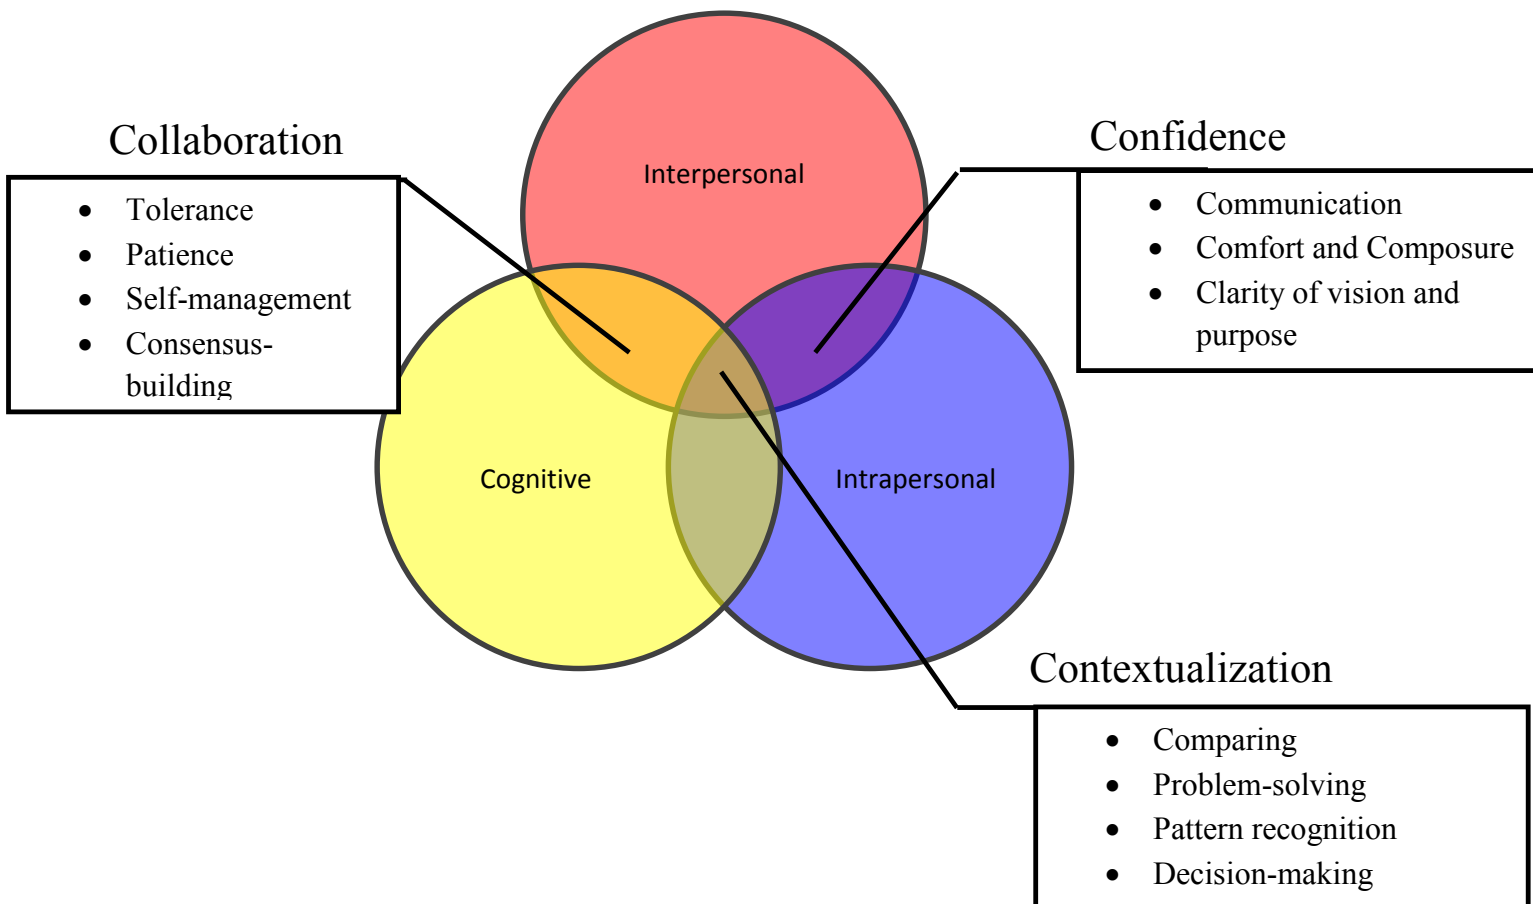 Collaboration
• Tolerance
• Patience
• Self-management
• Consensus-
building
Interpersonal
Confidence
• Communication
• Comfort and Composure
• Clarity of vision and
purpose
Cognitive
Intrapersonal
Contextualization
• Comparing
• Problem-solving
• Pattern recognition
• Decision-making